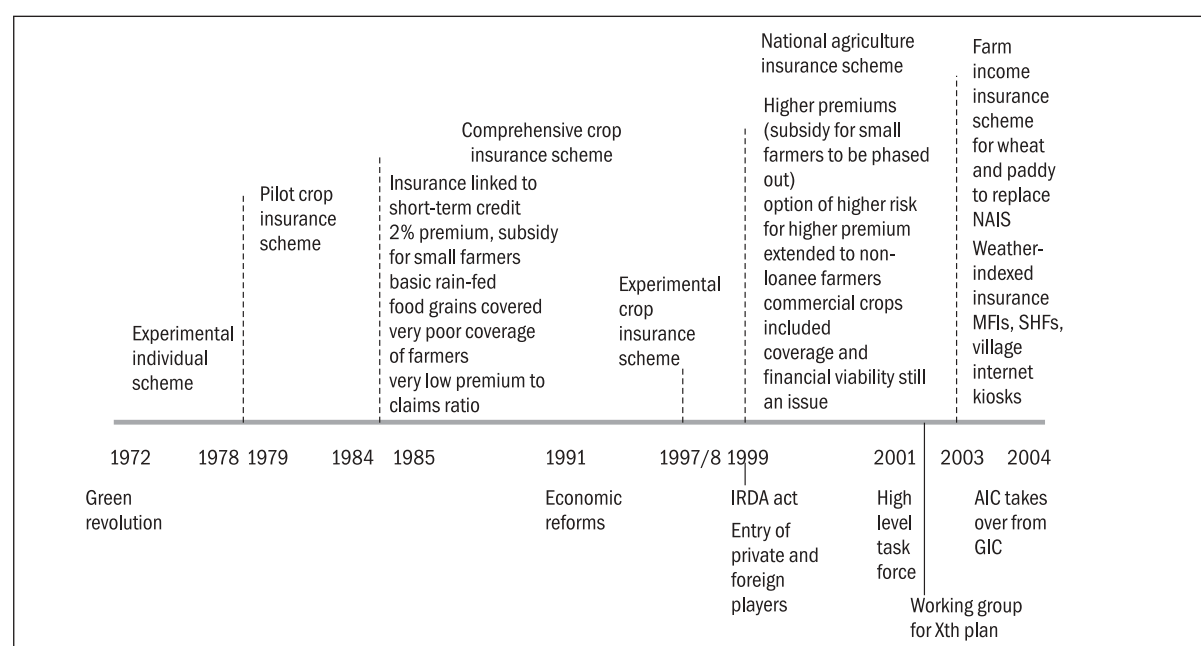 Experimental
individual
scheme
Pilot crop
insurance
scheme
Comprehensive crop
insurance scheme
Insurance linked to
short-term credit
2% premium, subsidy
for small farmers
basic rain-fed
food grains covered
very poor coverage
of farmers
very low premium to
claims ratio
Experimental
crop
insurance
scheme
National agriculture
insurance scheme
Higher premiums
(subsidy for small
farmers to be phased
out)
option of higher risk
for higher premium
extended to non-
loanee farmers
commercial crops
included
coverage and
financial viability still
an issue
Farm
income
insurance
scheme
for wheat
and paddy
to replace
NAIS
Weather-
indexed
insurance
MFIs, SHFs,
village
internet
kiosks
1972 1978 1979 1984 1985 1991 1997/8 1999 2001 2003 2004
Green
revolution
Economic
reforms
IRDA act
Entry of
private and
foreign
players
High
level
task
force
Working group
for Xth plan
AIC takes
over from
GIC